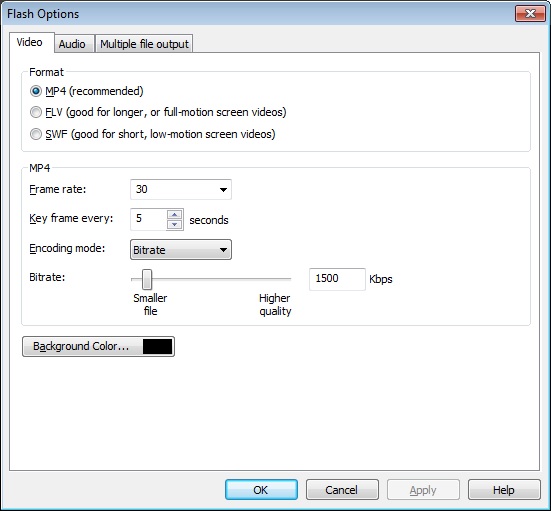 Flash Options
Video Audio Multiple file output
Format
MP4 (recommended)
FLV (good for longer, or full-motion screen videos)
SWF (good for short, low-motion screen videos)
MP4
Frame rate: 30
Key frame every: 5 seconds
Encoding mode: Bitrate
Bitrate: 1500 Kbps
Smaller Higher
file quality
Background Color...
OK Cancel Apply Help